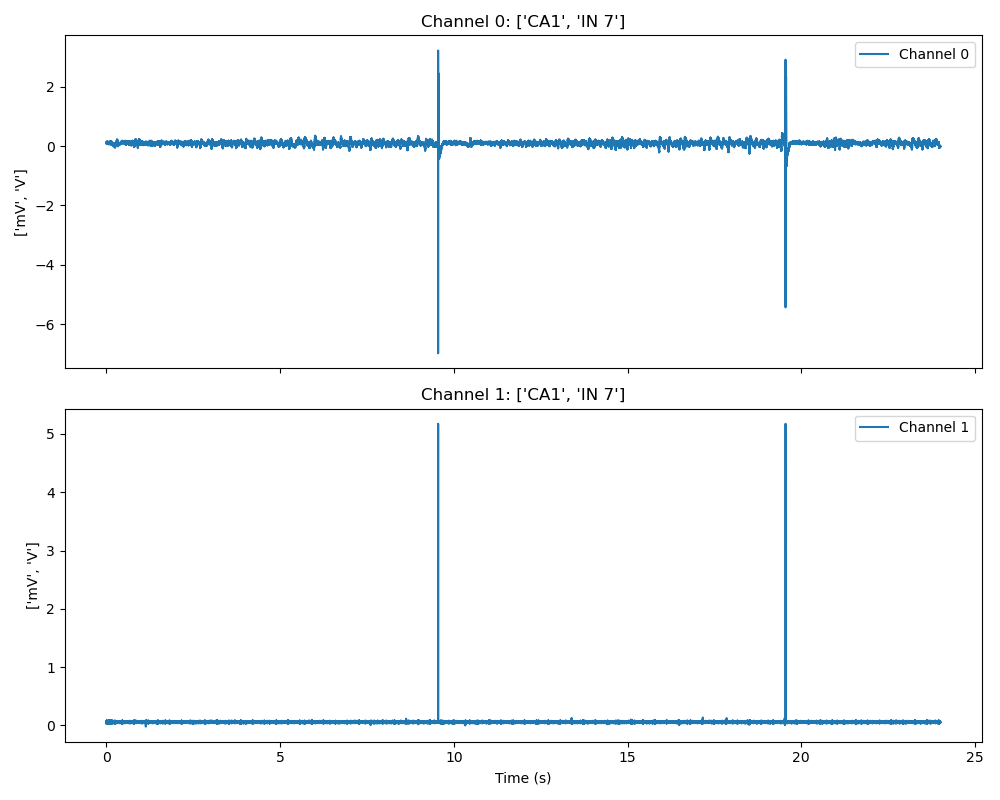 Channel 0: ['CA1', 'IN 7']
Channel 0
2
0
−2
−4
−6
['mV', 'V']
Channel 1: ['CA1', 'IN 7']
Channel 1
5
4
3
2
1
0
['mV', 'V']
0 5 10 15 20 25
Time (s)